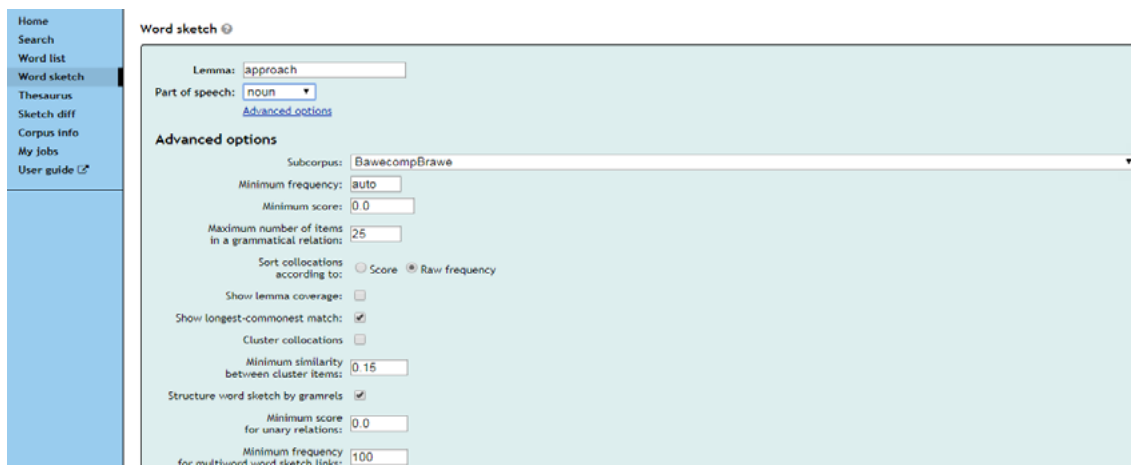 Home
Search
Word list
Word sketch
Thesaurus
Sketch diff
Corpus info
My jobs
User guide
Word sketch
Lemma: approach
Part of speech: noun
Advanced options
Advanced options
Subcorpus: BawecompBrawe
Minimum frequency: auto
Minimum score: 0.0
Maximum number of items
in a grammatical relation: 25
Sort collocations
according to: Score Raw frequency
Show lemma coverage:
Show longest-commonest match:
Cluster collocations
Minimum similarity
between cluster items: 0.15
Structure word sketch by gramrels
Minimum score
for unary relations: 0.0
Minimum frequency
for multiword word sketch links: 100